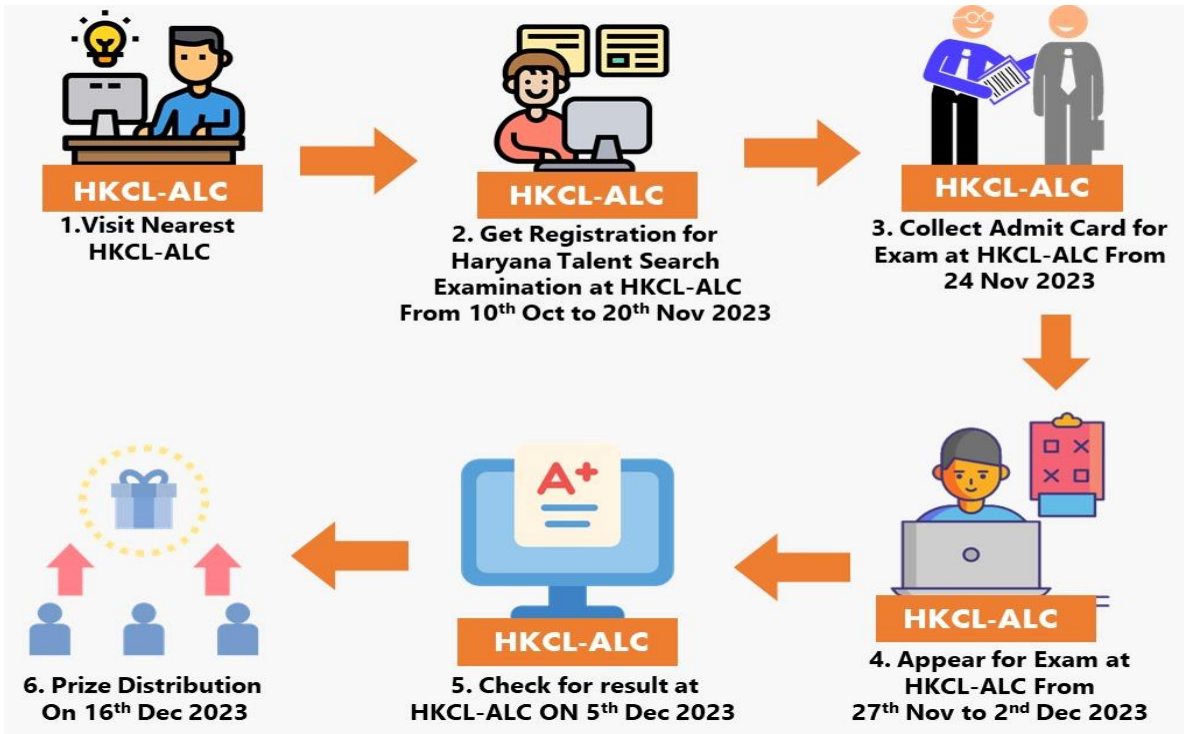 HKCL-ALC
1.Visit Nearest
HKCL-ALC
HKCL-ALC
2. Get Registration for
Haryana Talent Search
Examination at HKCL-ALC
From 10th Oct to 20th Nov 2023
HKCL-ALC
3. Collect Admit Card for
Exam at HKCL-ALC From
24 Nov 2023
HKCL-ALC
4. Appear for Exam at
HKCL-ALC From
27th Nov to 2nd Dec 2023
A+
HKCL-ALC
5. Check for result at
HKCL-ALC ON 5th Dec 2023
6. Prize Distribution
On 16th Dec 2023